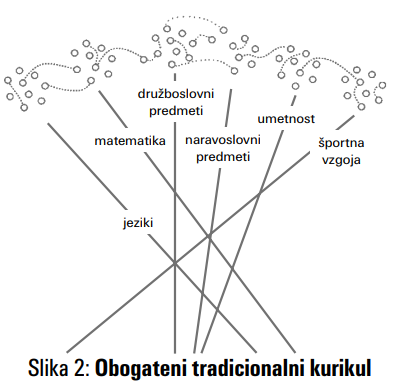 družboslovni
predmeti
matematika
naravoslovni
predmeti
umetnost
športna
vzgoja
jeziki
Slika 2: Obogateni tradicionalni kurikul